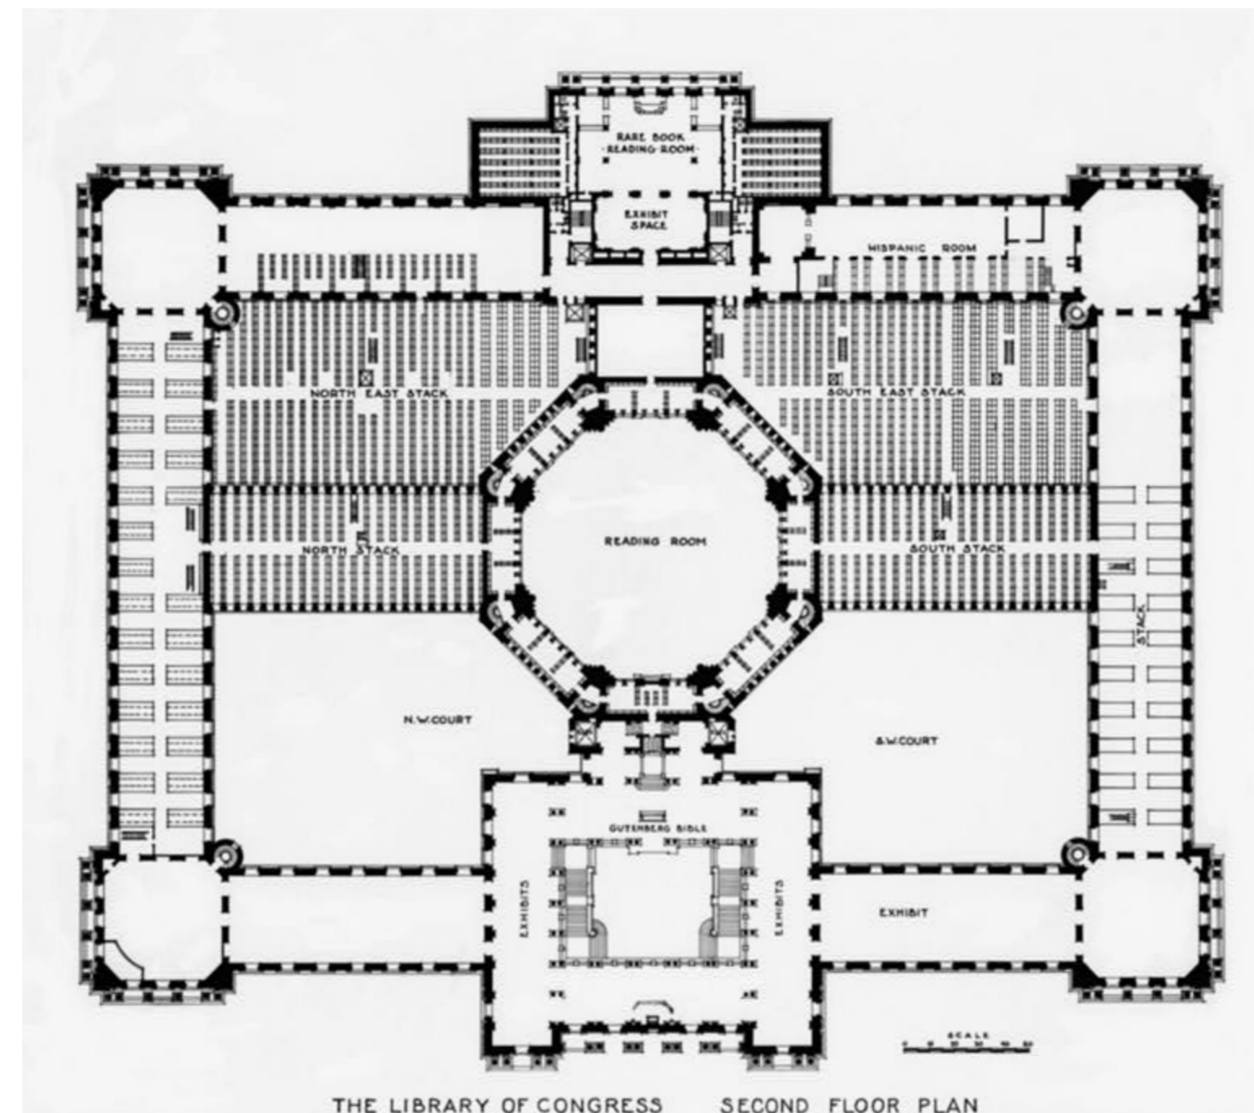 RARE BOOK
·READING·ROOM·
EXHIBIT
SPACE
HISPANIC ROOM
NORTH EAST STACK
SOUTH EAST STACK
READING ROOM
NORTH STACK
SOUTH STACK
STACK
N.W.COURT
S.W.COURT
GUTENBERG BIBLE
EXHIBITS
EXHIBITS
EXHIBIT
SCALE
THE LIBRARY OF CONGRESS SECOND FLOOR PLAN